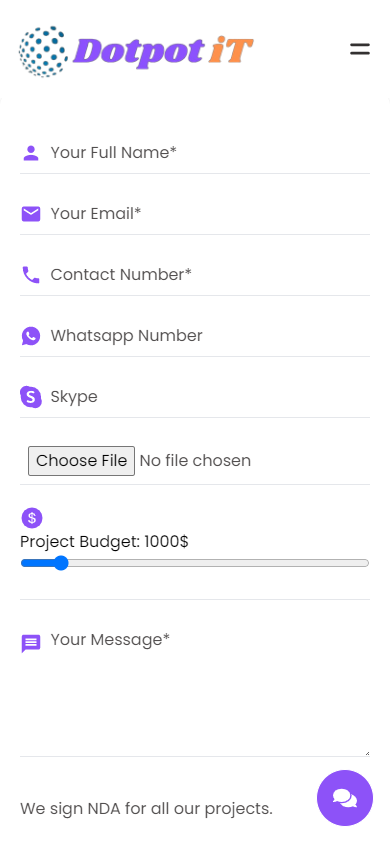 Dotpot iT
Your Full Name*
Your Email*
Contact Number*
Whatsapp Number
Skype
Choose File No file chosen
$
Project Budget: 1000$
Your Message*
We sign NDA for all our projects.